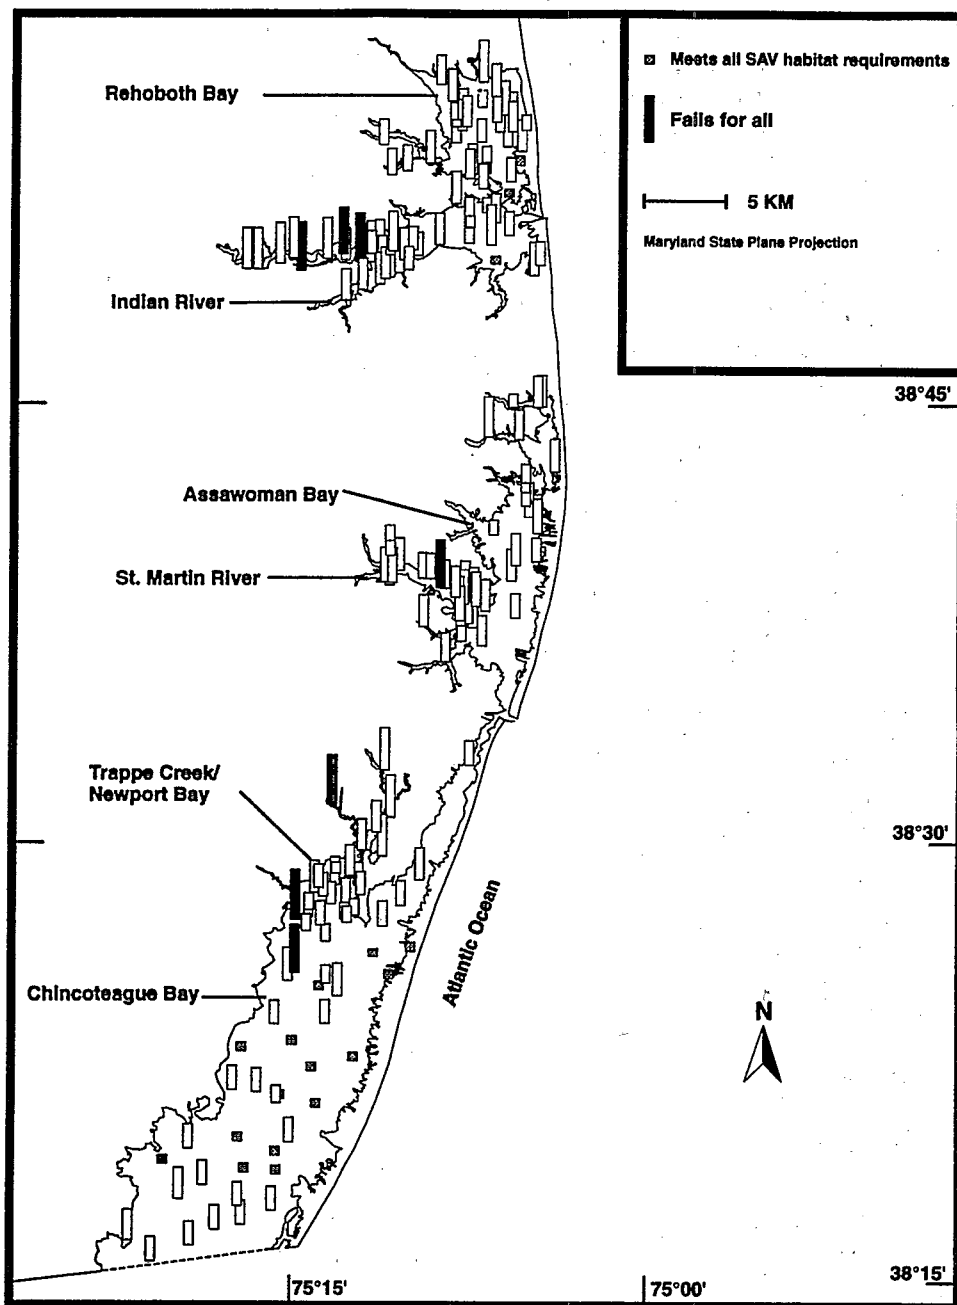 Meets all SAV habitat requirements
Fails for all
5 KM
Maryland State Plane Projection
Rehoboth Bay
Indian River
38°45'
Assawoman Bay
St. Martin River
Trappe Creek/
Newport Bay
38°30'
Atlantic Ocean
Chincoteague Bay
N
75°15'
75°00'
38°15'